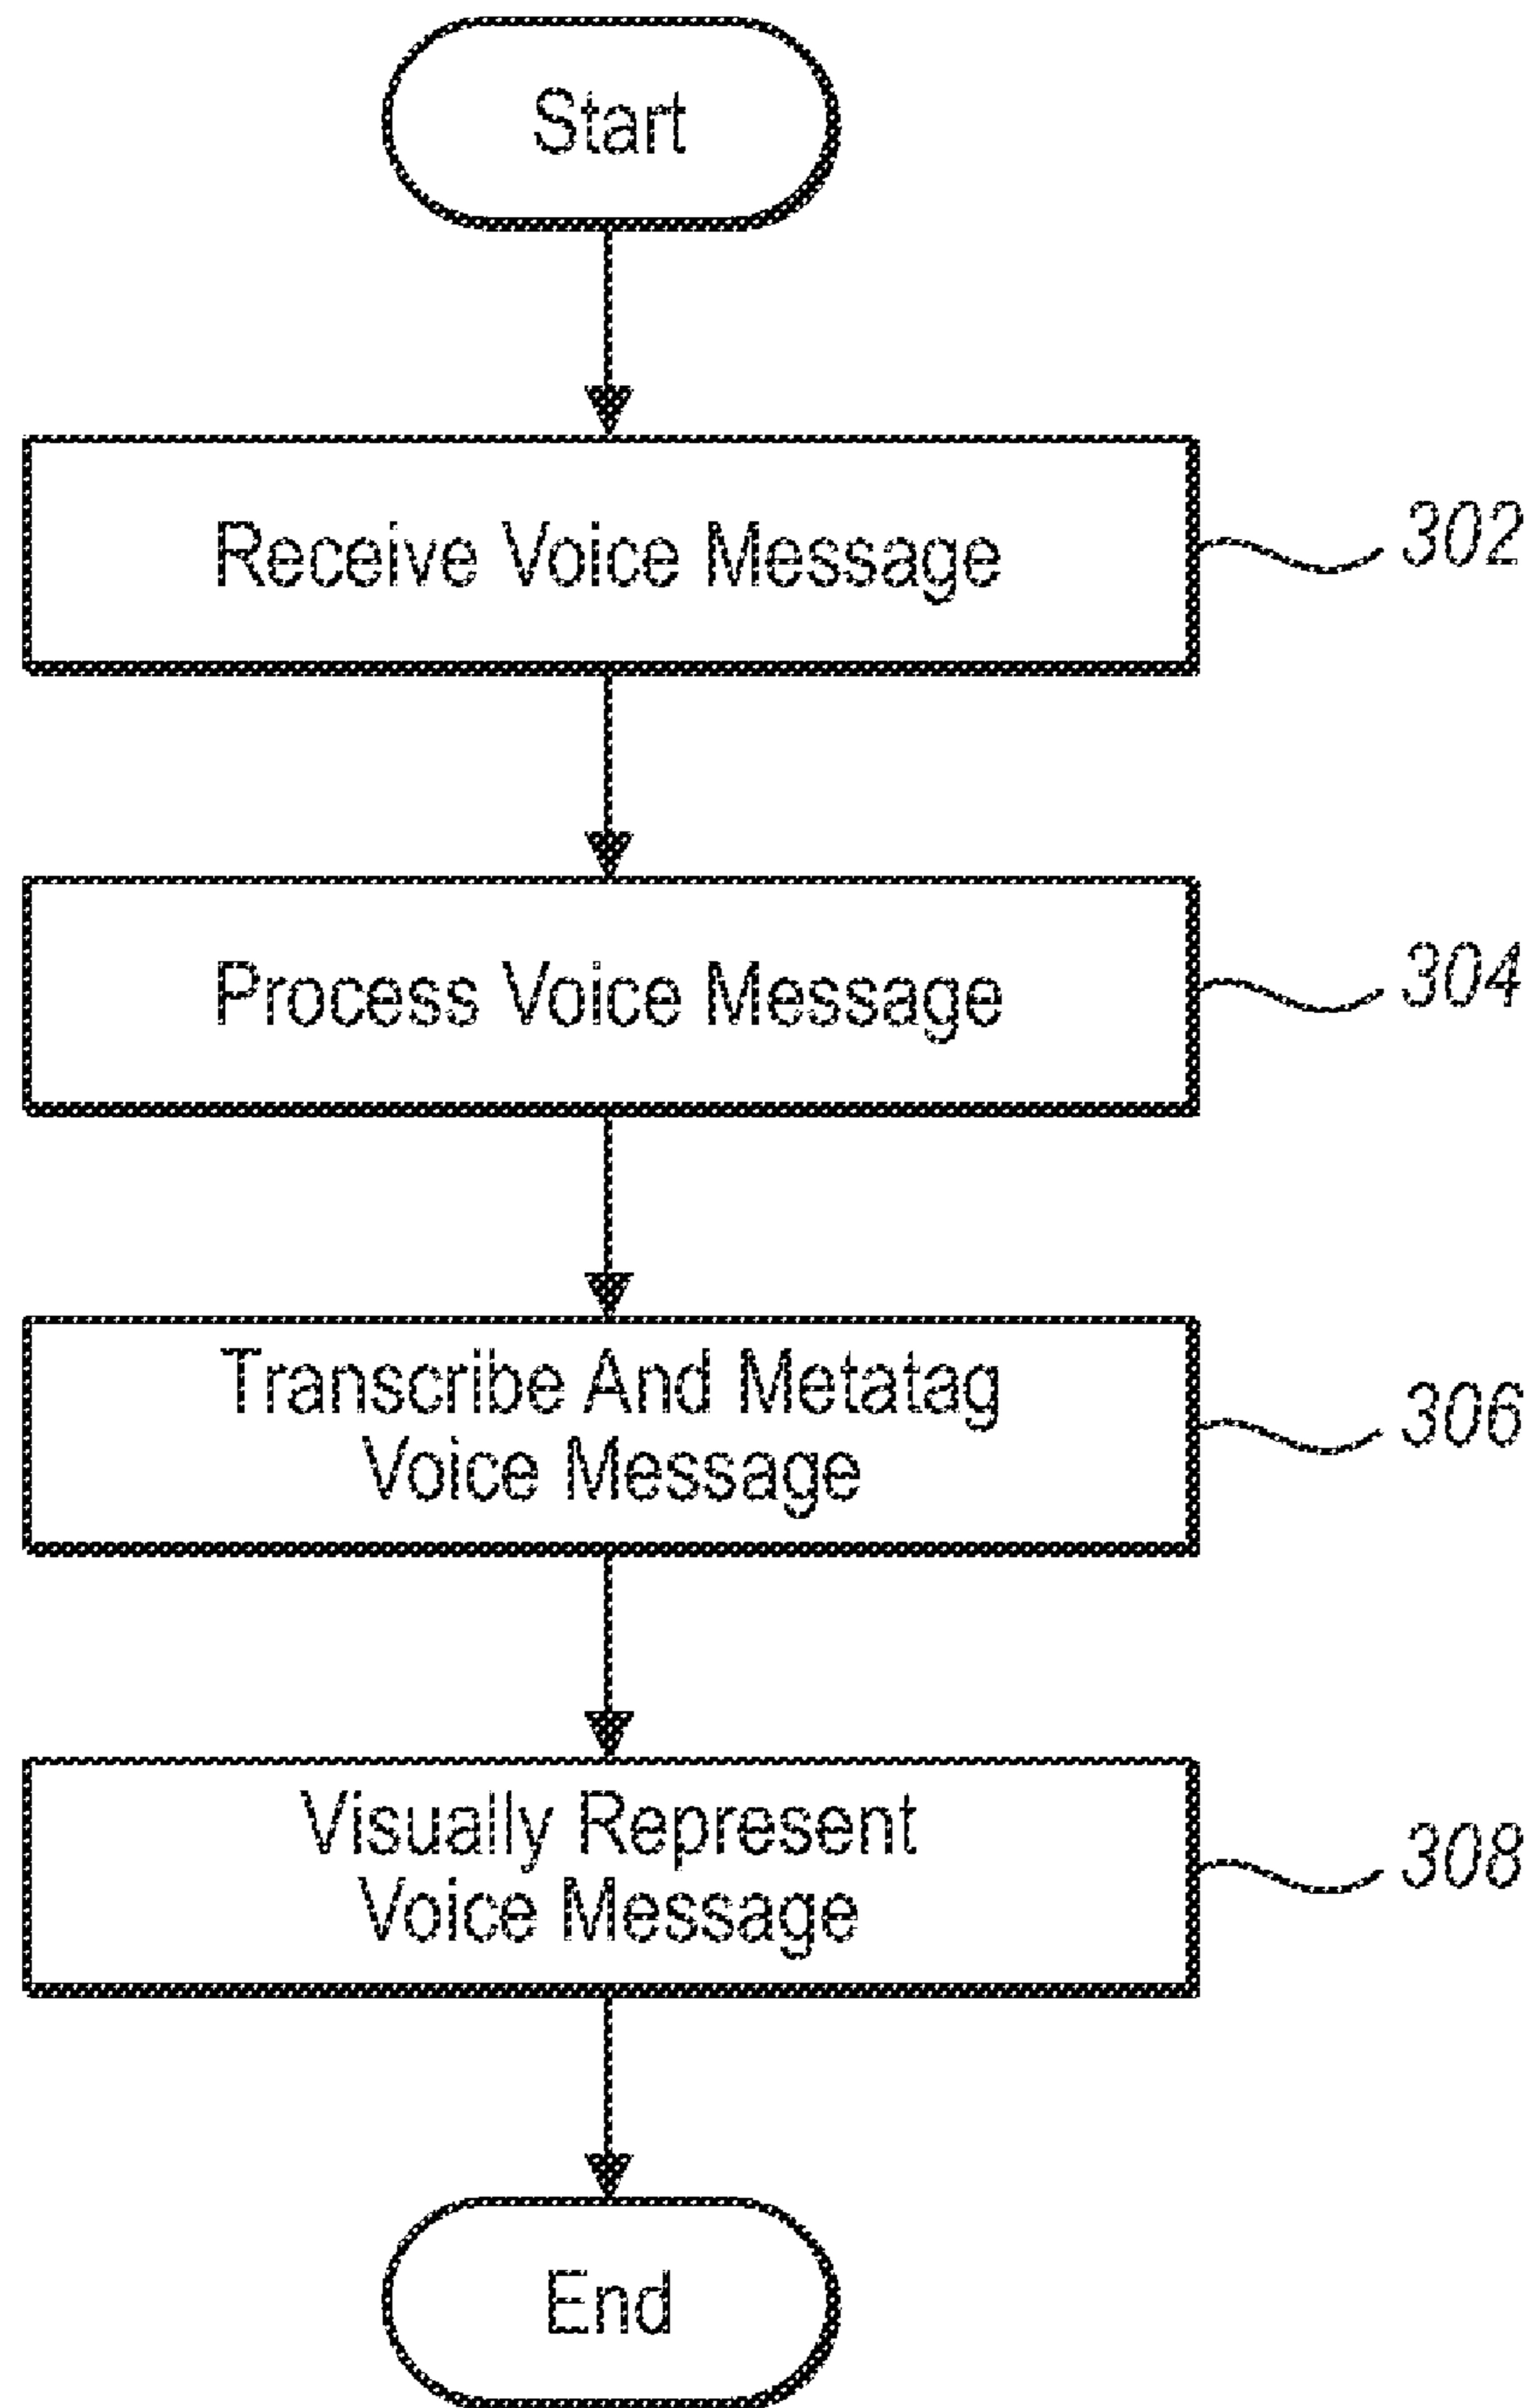 Start
Receive Voice Message
302
Process Voice Message
304
Transcribe And Metatag
Voice Message
306
Visually Represent
Voice Message
308
End